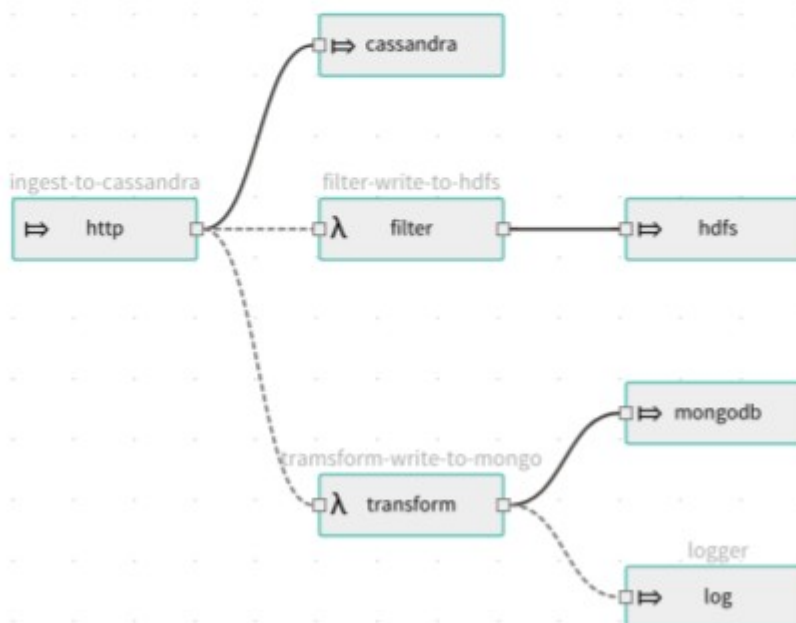 cassandra
ingest-to-cassandra
http
filter-write-to-hdfs
λ filter
hdfs
mongodb
tramsform-write-to-mongo
λ transform
logger
log